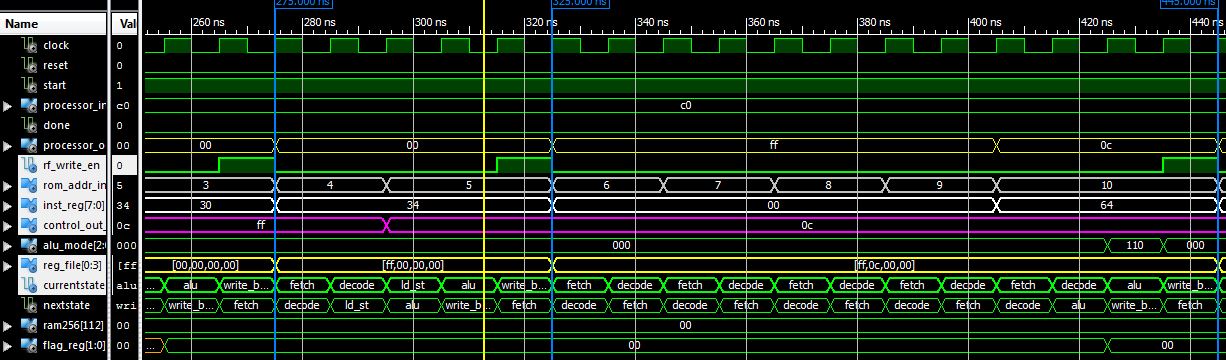 275.000 ns 325.000 ns 445.000 ns
Name Val 260 ns 280 ns 300 ns 320 ns 340 ns 360 ns 380 ns 400 ns 420 ns 440 ns
clock 0
reset 0
start 1
processor_in c0 c0
done 0
processor_o 00 00 00 ff 0c
rf_write_en 0
rom_addr_in 5 3 4 5 6 7 8 9 10
inst_reg[7:0] 34 30 34 00 64
control_out_ 0c ff 0c
alu_mode[2: 000 000 110 000
reg_file[0:3] [ff [00,00,00,00] [ff,00,00,00] [ff,0c,00,00]
currentstate alu ... alu write_b... fetch decode ld_st alu write_b... fetch decode fetch decode fetch decode fetch decode fetch decode alu write_b...
nextstate wri write_b... fetch decode ld_st alu write_b... fetch decode fetch decode fetch decode fetch decode fetch decode alu write_b... fetch
ram256[112] 00 00
flag_reg[1:0] 00 ... 00 00